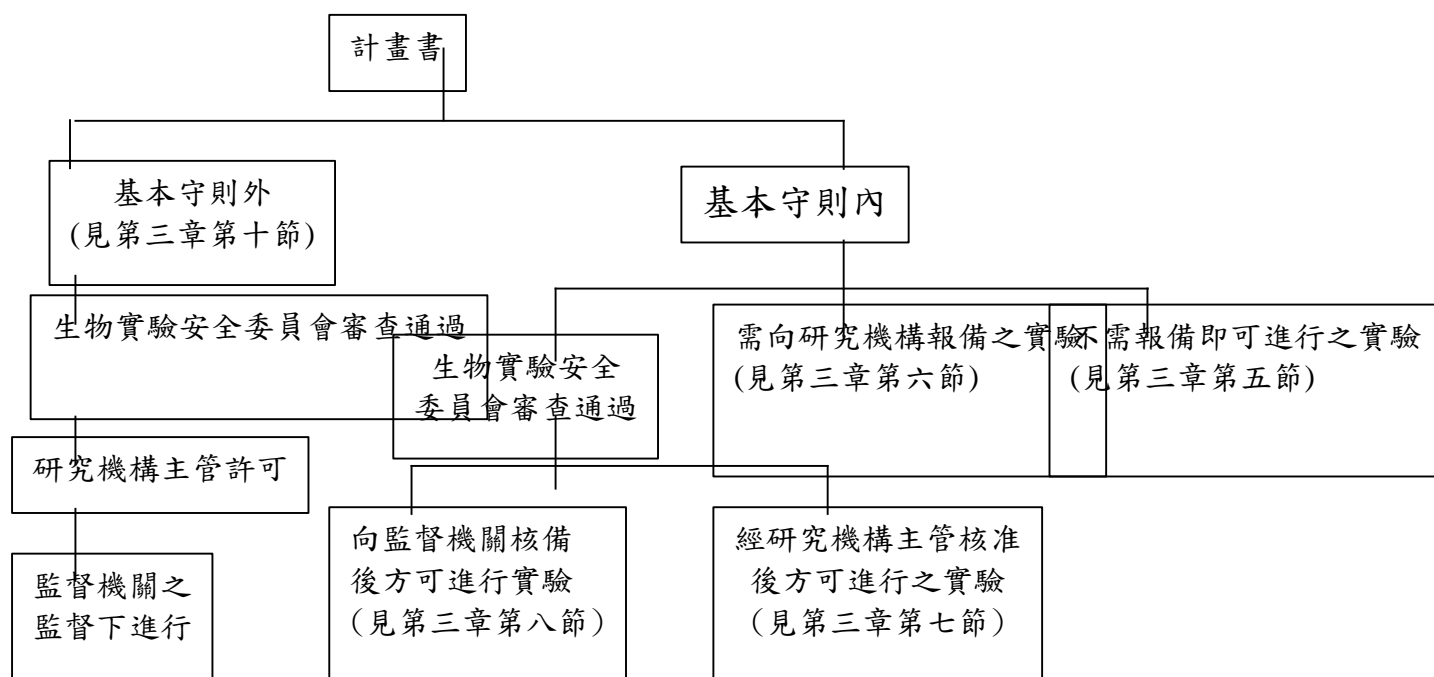 計畫書
基本守則外
(見第三章第十節)
基本守則內
生物實驗安全委員會審查通過
生物實驗安全
委員會審查通過
需向研究機構報備之實驗
(見第三章第六節)
不需報備即可進行之實驗
(見第三章第五節)
研究機構主管許可
監督機關之
監督下進行
向監督機關核備
後方可進行實驗
(見第三章第八節)
經研究機構主管核准
後方可進行之實驗
(見第三章第七節)